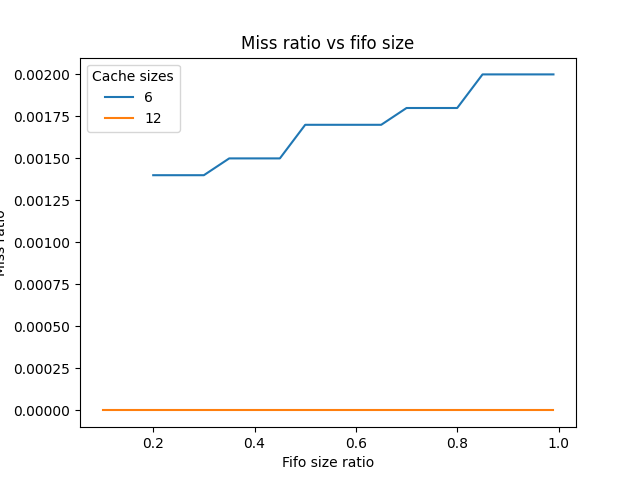 Miss ratio vs fifo size
Cache sizes
6
12
0.00200
0.00175
0.00150
0.00125
0.00100
0.00075
0.00050
0.00025
0.00000
Miss ratio
0.2 0.4 0.6 0.8 1.0
Fifo size ratio